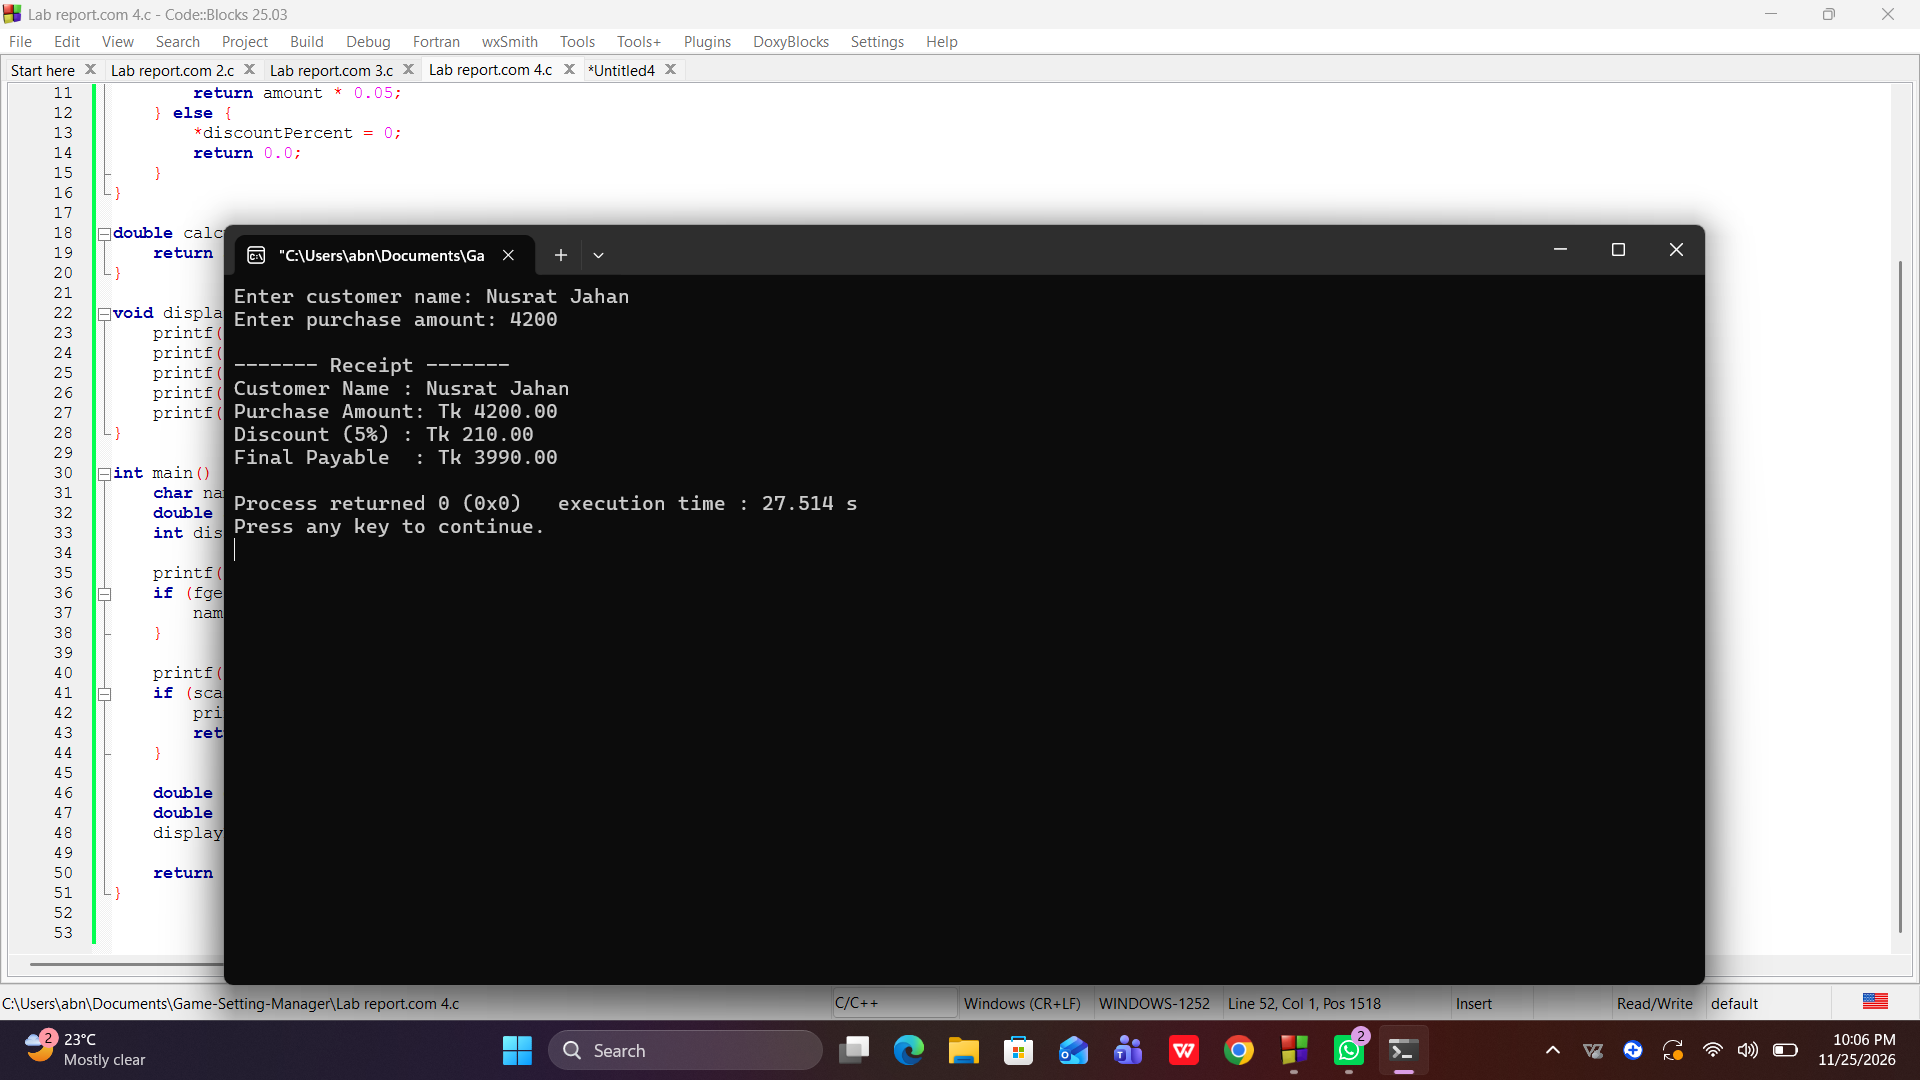 Lab report.com 4.c - Code::Blocks 25.03
File Edit View Search Project Build Debug Fortran wxSmith Tools Tools+ Plugins DoxyBlocks Settings Help
Start here Lab report.com 2.c Lab report.com 3.c Lab report.com 4.c *Untitled4
11 return amount * 0.05;
12 } else {
13 *discountPercent = 0;
14 return 0.0;
15 }
16 }
17
18 double calc
19 return
20 }
21
22 void displa
23 printf(
24 printf(
25 printf(
26 printf(
27 printf(
28 }
29
30 int main()
31 char na
32 double
33 int dis
34
35 printf(
36 if (fge
37 nam
38 }
39
40 printf(
41 if (sca
42 pri
43 ret
44 }
45
46 double
47 double
48 display
49
50 return
51 }
52
53
"C:\Users\abn\Documents\Ga
Enter customer name: Nusrat Jahan
Enter purchase amount: 4200
------- Receipt -------
Customer Name : Nusrat Jahan
Purchase Amount: Tk 4200.00
Discount (5%) : Tk 210.00
Final Payable  : Tk 3990.00
Process returned 0 (0x0)   execution time : 27.514 s
Press any key to continue.
C:\Users\abn\Documents\Game-Setting-Manager\Lab report.com 4.c C/C++ Windows (CR+LF) WINDOWS-1252 Line 52, Col 1, Pos 1518 Insert Read/Write default
2 23°C
Mostly clear
Search
2
10:06 PM
11/25/2026